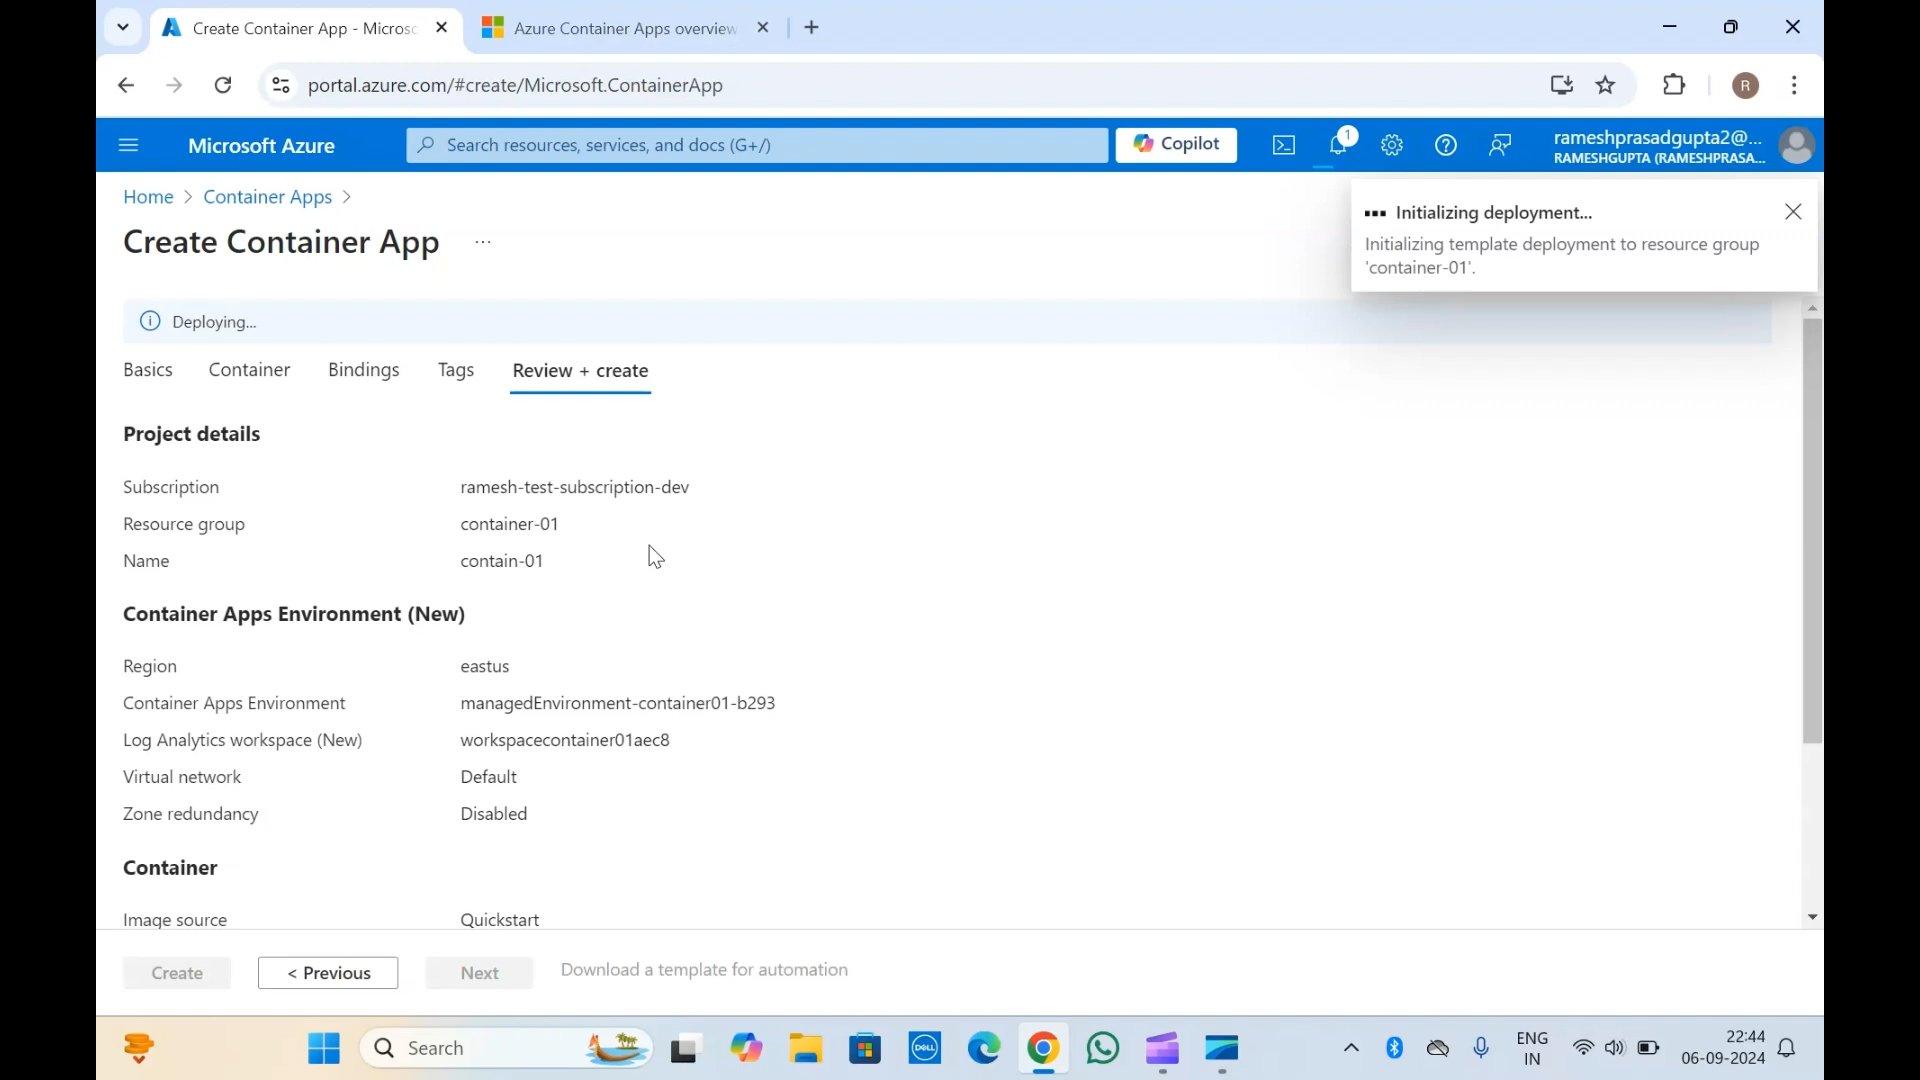 Create Container App - Microsc
Azure Container Apps overview
portal.azure.com/#create/Microsoft.ContainerApp
R
Microsoft Azure
Search resources, services, and docs (G+/)
Copilot
1
rameshprasadgupta2@...
RAMESHGUPTA (RAMESHPRASA...
Home > Container Apps >
Create Container App ...
Initializing deployment...
Initializing template deployment to resource group
'container-01'.
Deploying...
Basics Container Bindings Tags Review + create
Project details
Subscription ramesh-test-subscription-dev
Resource group container-01
Name contain-01
Container Apps Environment (New)
Region eastus
Container Apps Environment managedEnvironment-container01-b293
Log Analytics workspace (New) workspacecontainer01aec8
Virtual network Default
Zone redundancy Disabled
Container
Image source Quickstart
Create < Previous Next Download a template for automation
Search
DELL
ENG
IN
22:44
06-09-2024